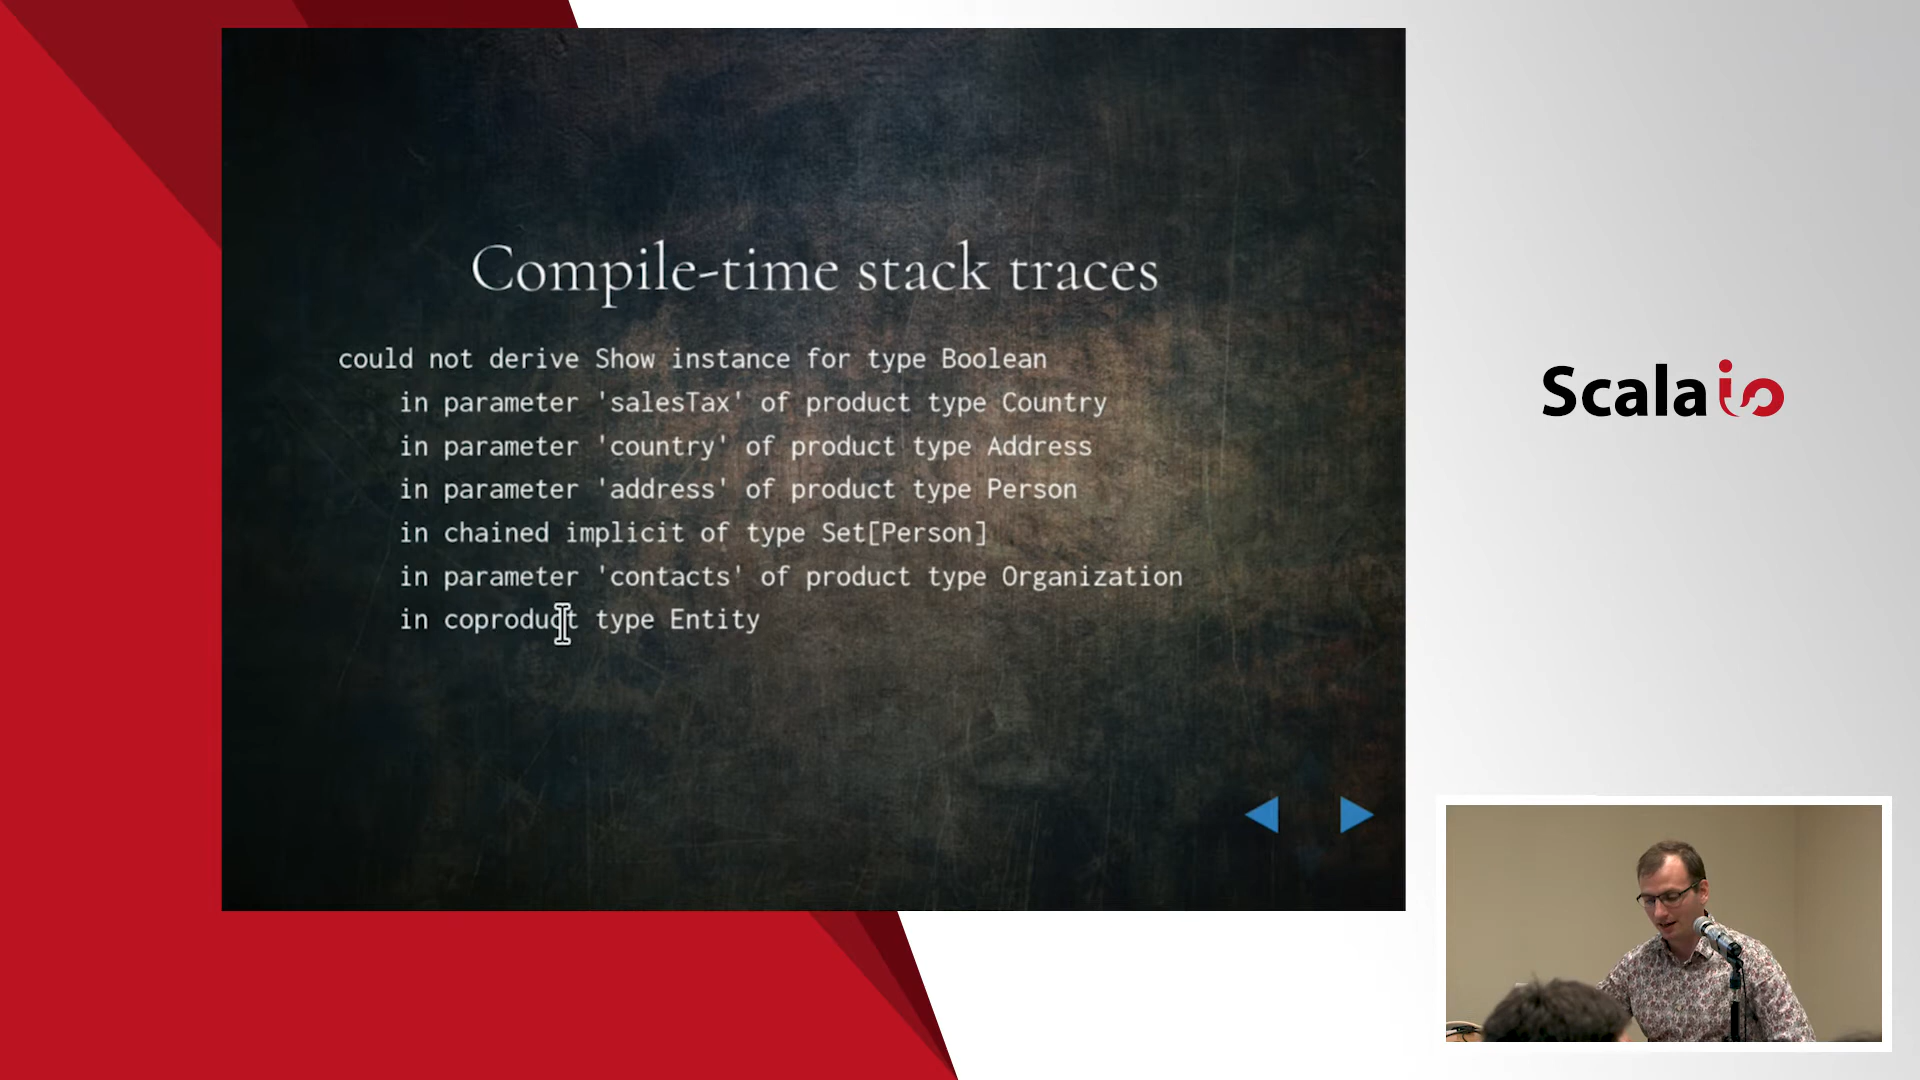 Compile-time stack traces
could not derive Show instance for type Boolean
in parameter 'salesTax' of product type Country
in parameter 'country' of product type Address
in parameter 'address' of product type Person
in chained implicit of type Set[Person]
in parameter 'contacts' of product type Organization
in coproduct type Entity
Scala io